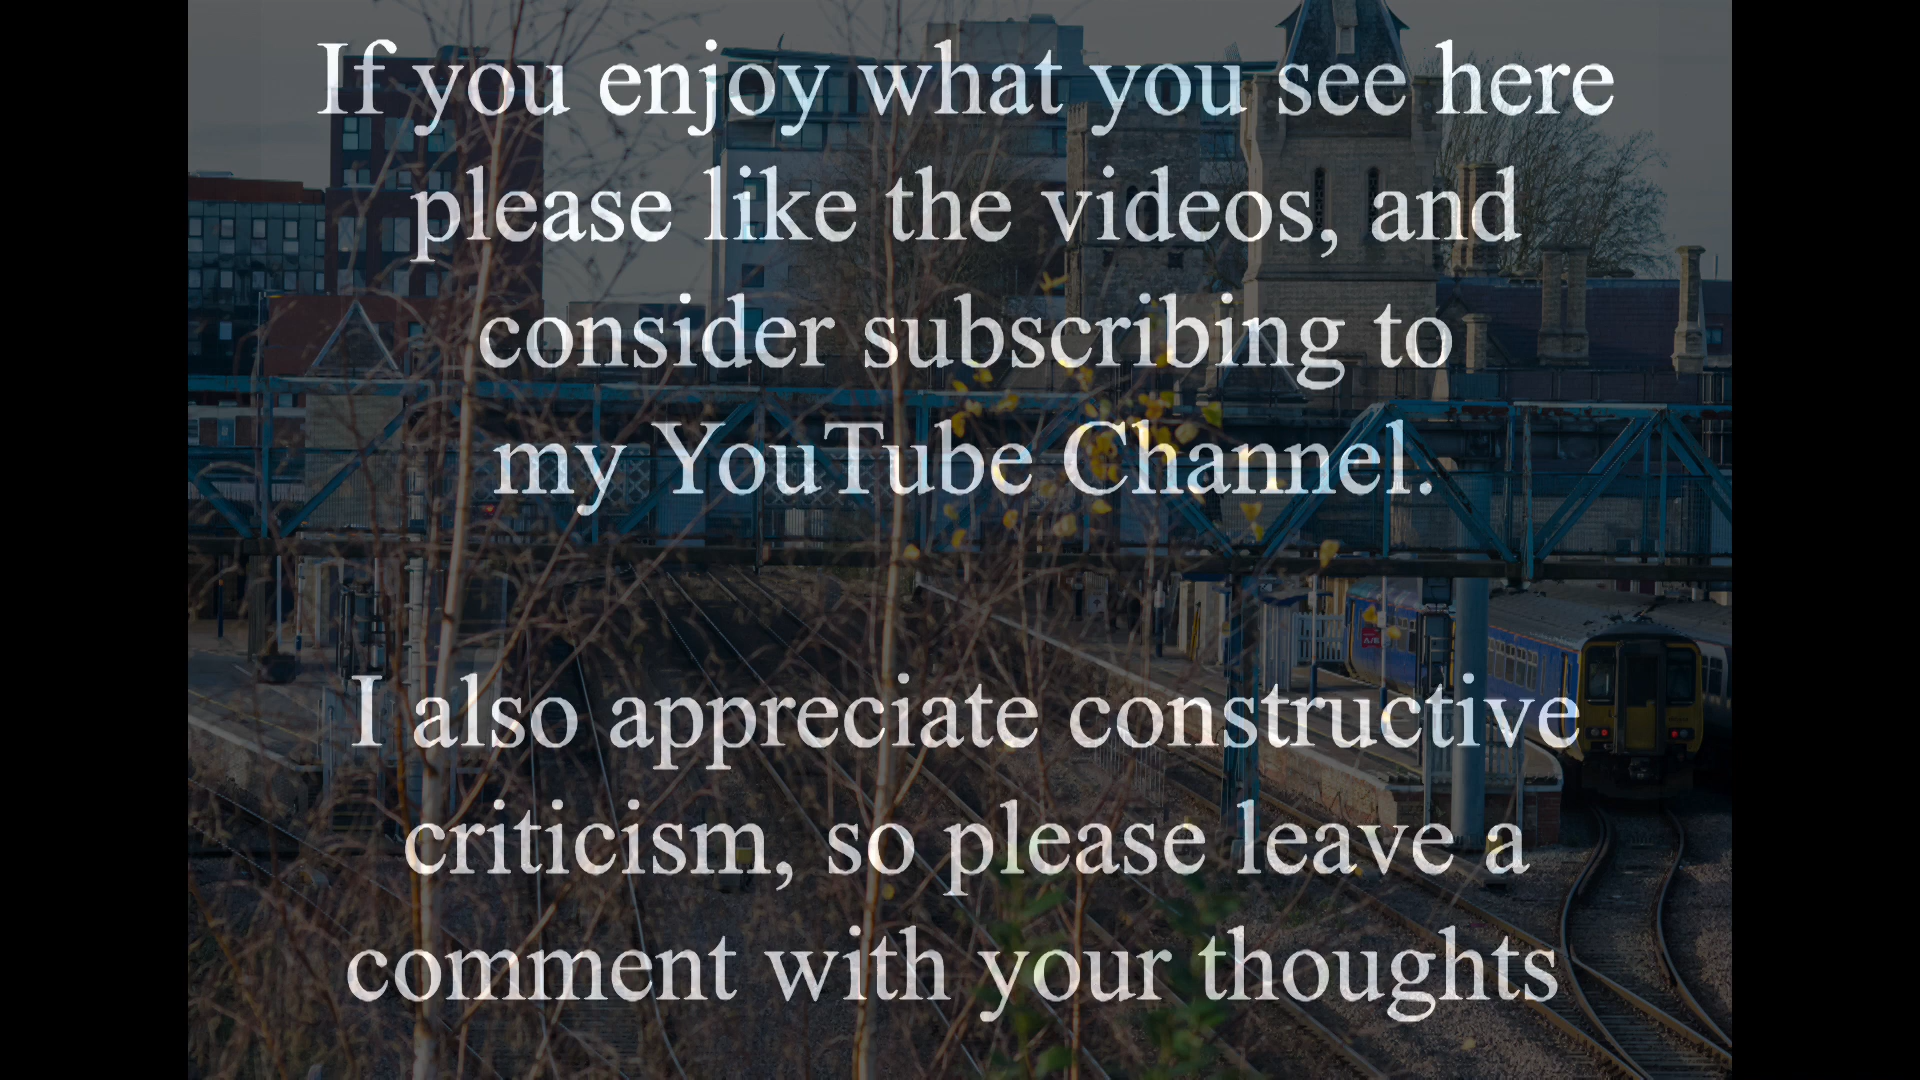 If you enjoy what you see here
please like the videos, and
consider subscribing to
my YouTube Channel.
I also appreciate constructive
criticism, so please leave a
comment with your thoughts